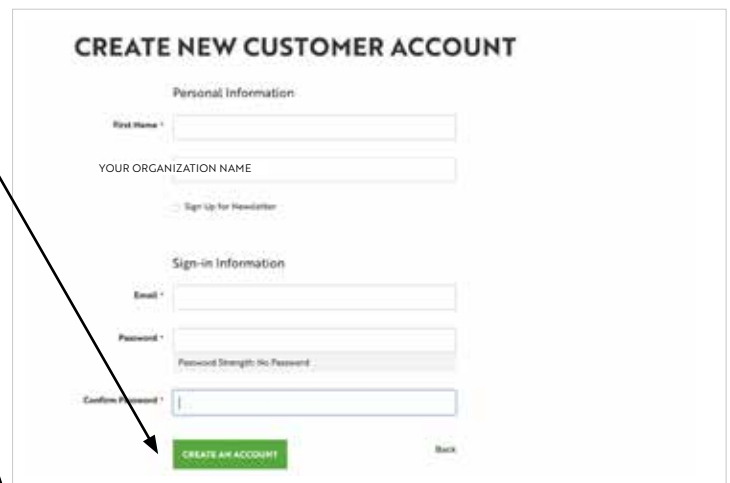 CREATE NEW CUSTOMER ACCOUNT
Personal Information
First Name *
YOUR ORGANIZATION NAME
Sign Up for Newsletter
Sign-in Information
Email *
Password *
Password Strength: No Password
Confirm Password *
CREATE AN ACCOUNT
Back